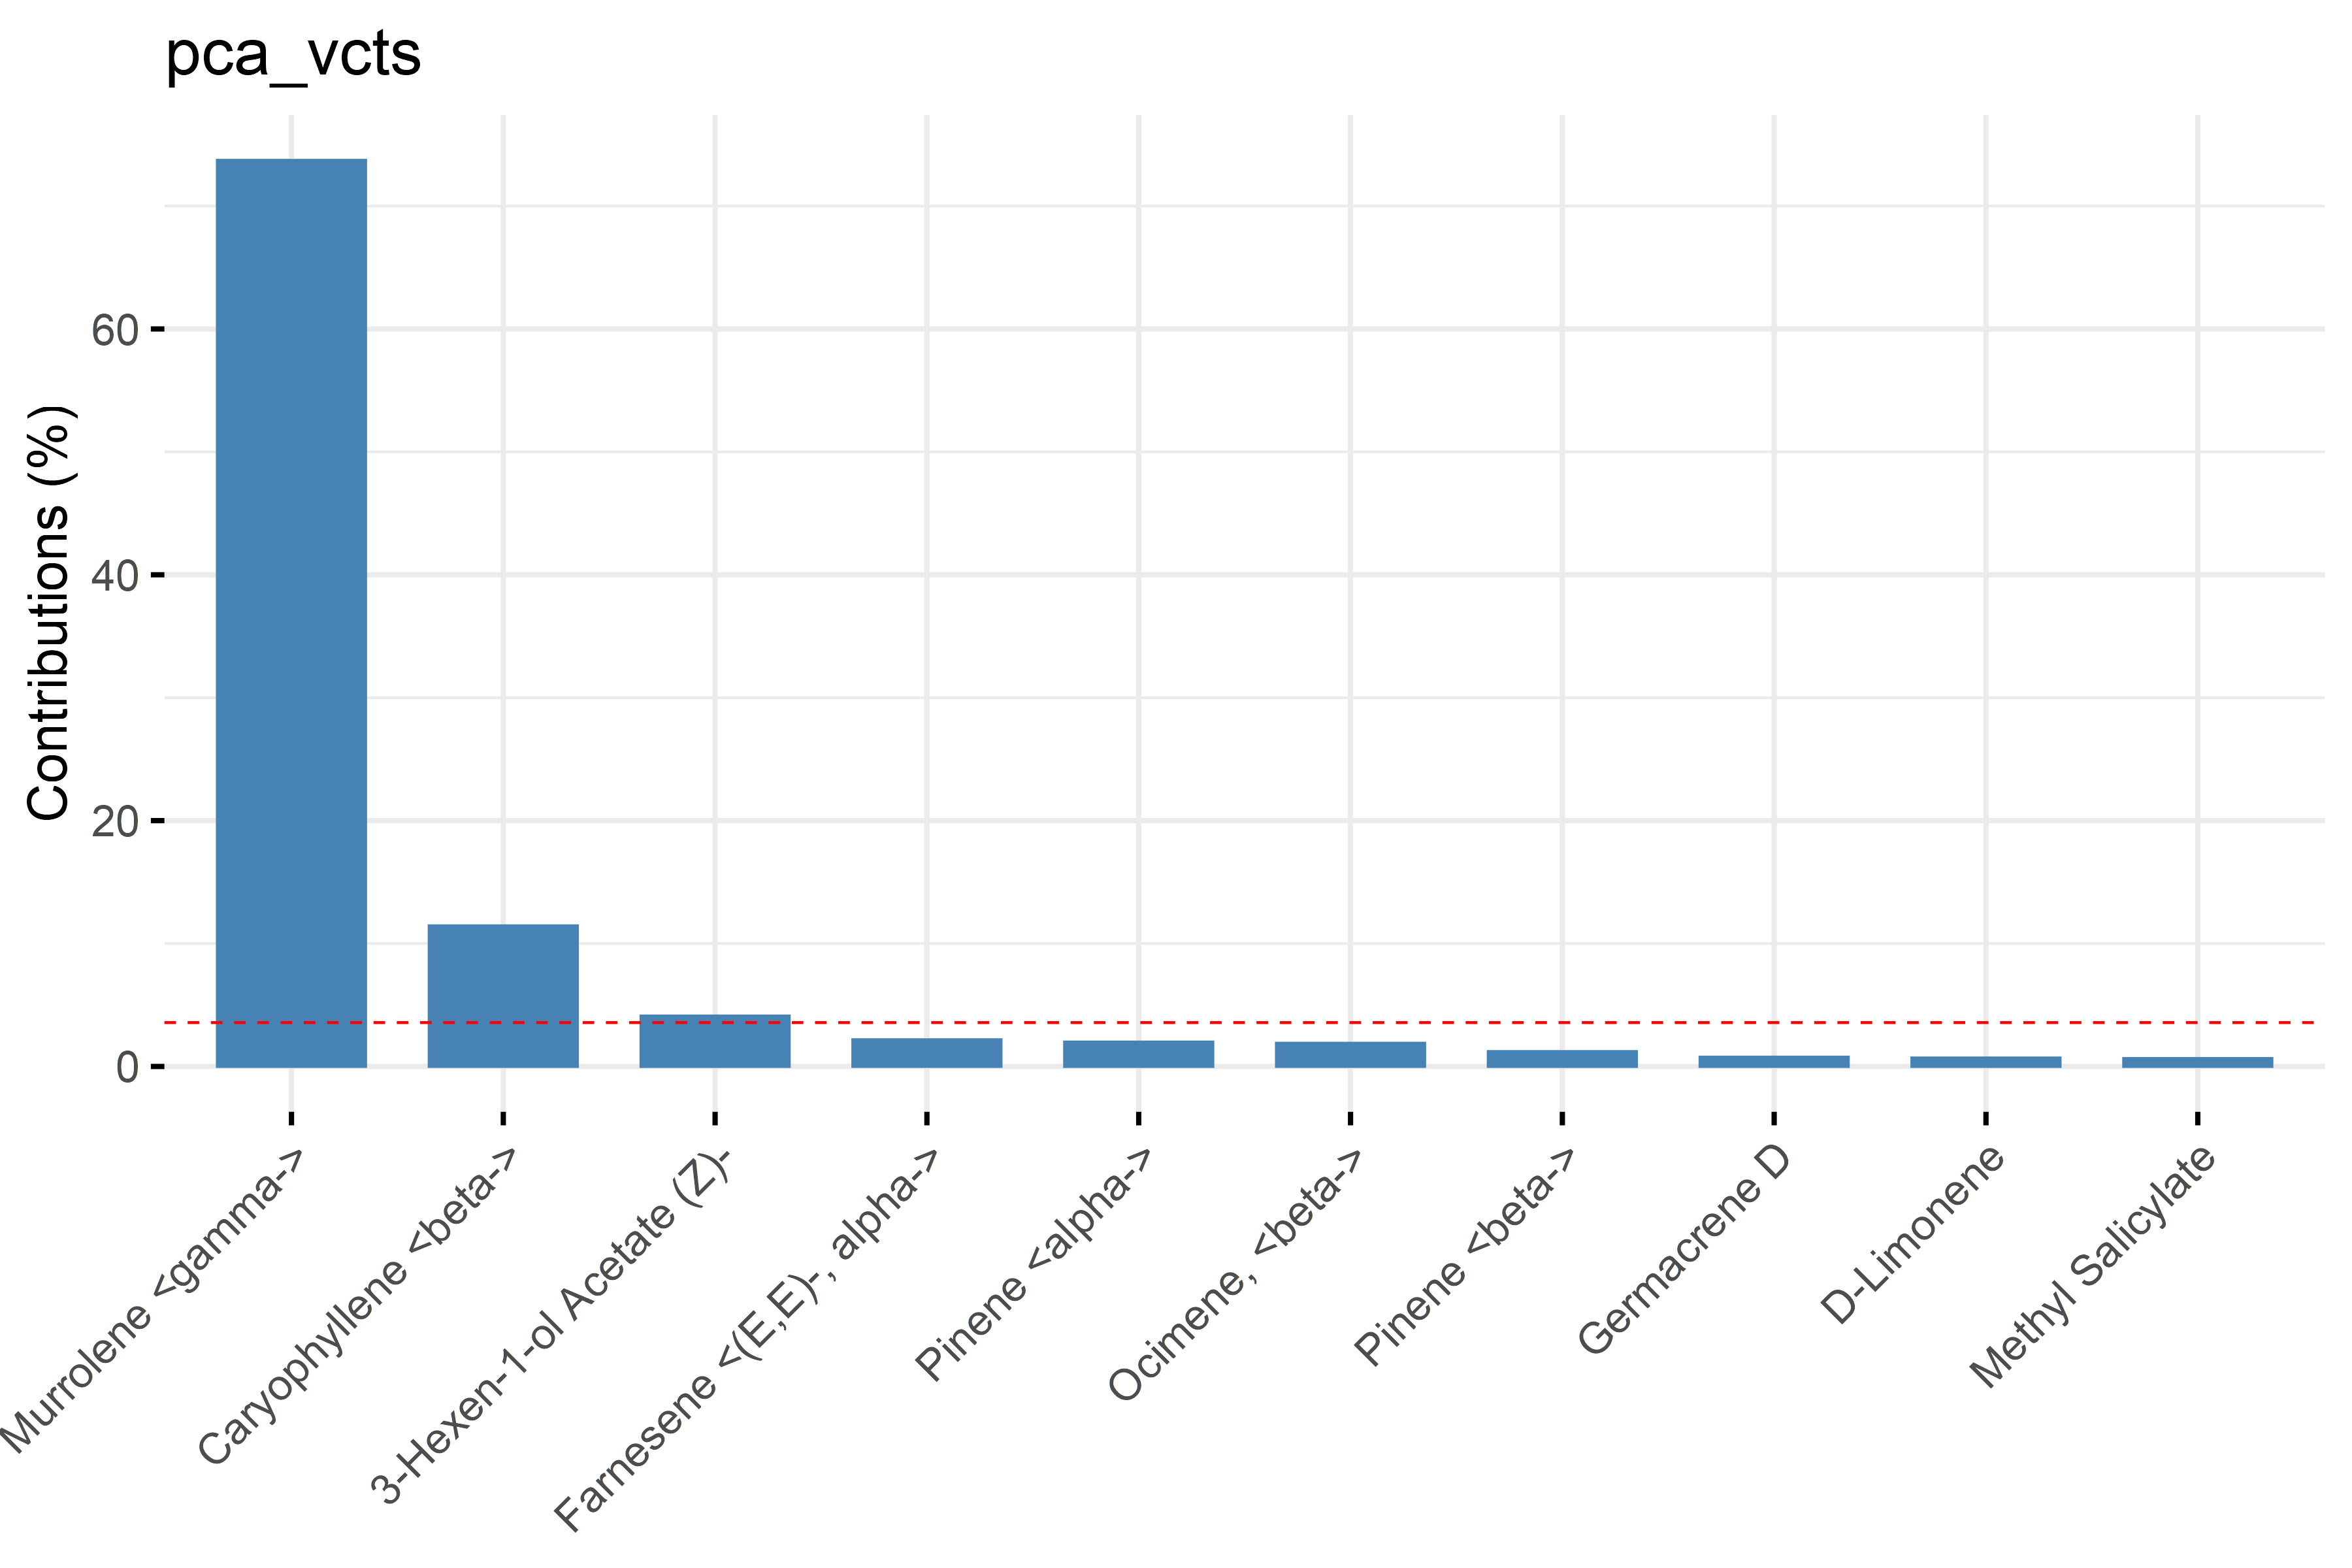 pca_vcts
Contributions (%)
60
40
20
0
Murrolene <gamma->
Caryophyllene <beta->
3-Hexen-1-ol Acetate (Z)-
Farnesene <(E,E)-, alpha->
Pinene <alpha->
Ocimene, <beta->
Pinene <beta->
Germacrene D
D-Limonene
Methyl Salicylate